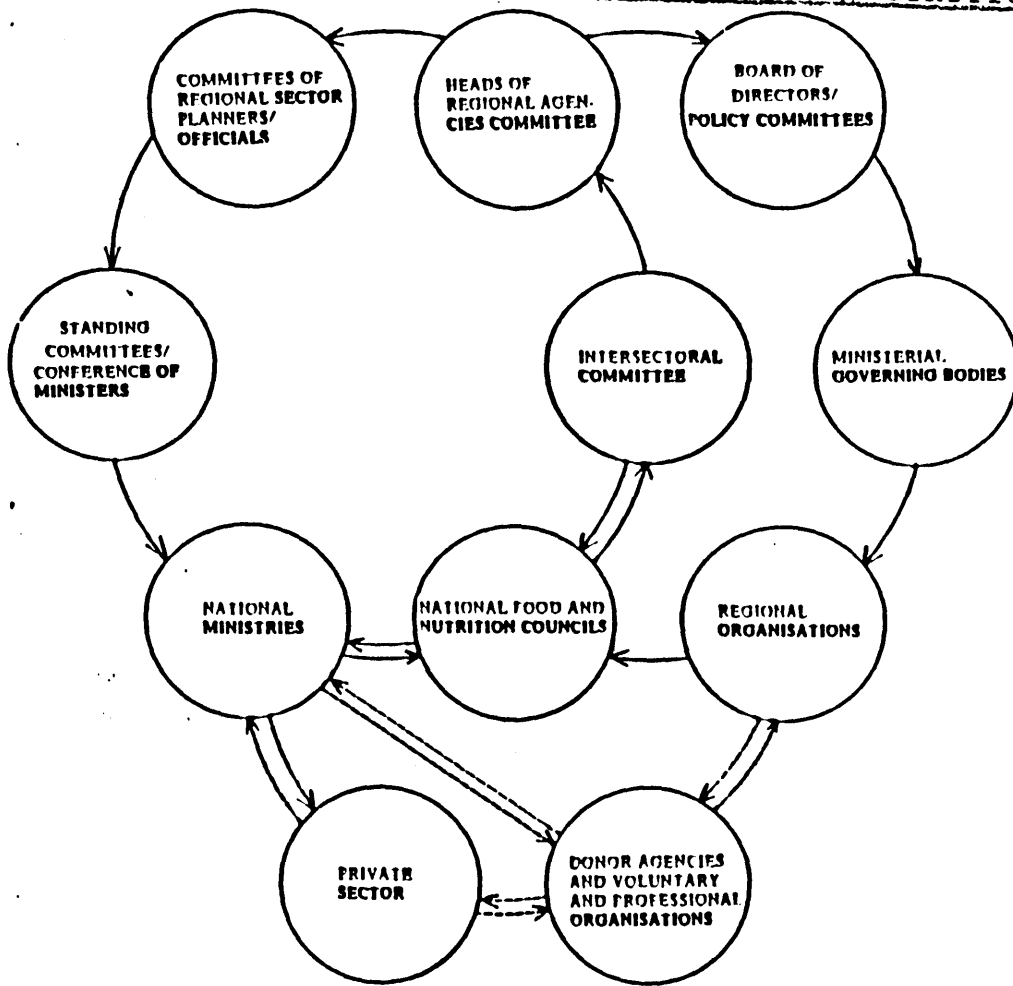 COMMITTEES OF
REGIONAL SECTOR
PLANNERS/
OFFICIALS
HEADS OF
REGIONAL AGEN-
CIES COMMITTEE
BOARD OF
DIRECTORS/
POLICY COMMITTEES
STANDING
COMMITTEES/
CONFERENCE OF
MINISTERS
INTERSECTORAL
COMMITTEE
MINISTERIAL
GOVERNING BODIES
NATIONAL
MINISTRIES
NATIONAL FOOD AND
NUTRITION COUNCILS
REGIONAL
ORGANISATIONS
PRIVATE
SECTOR
DONOR AGENCIES
AND VOLUNTARY
AND PROFESSIONAL
ORGANISATIONS